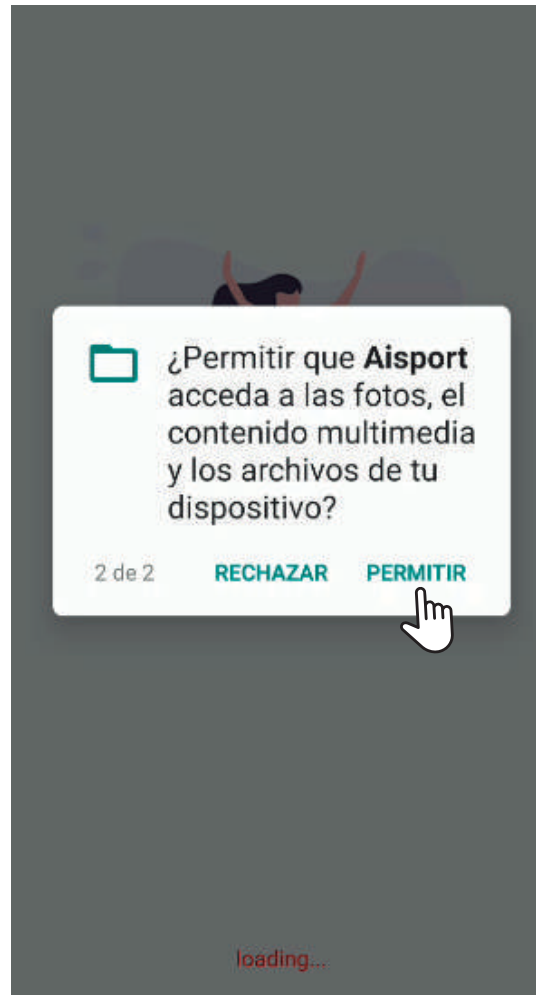 ¿Permitir que Aisport
acceda a las fotos, el
contenido multimedia
y los archivos de tu
dispositivo?
2 de 2 RECHAZAR PERMITIR
loading...